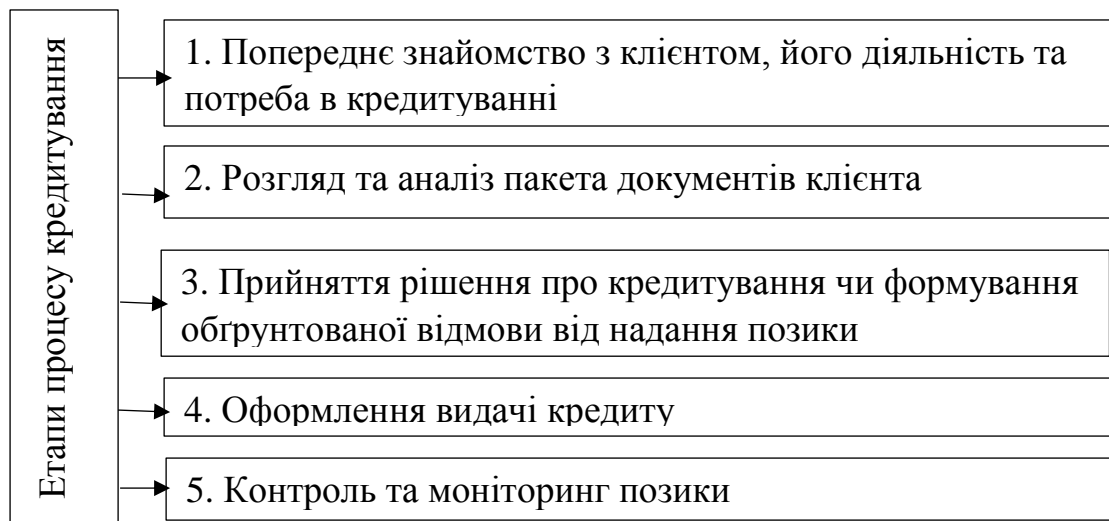 Етапи процесу кредитування
1. Попереднє знайомство з клієнтом, його діяльність та
потреба в кредитуванні
2. Розгляд та аналіз пакета документів клієнта
3. Прийняття рішення про кредитування чи формування
обґрунтованої відмови від надання позики
4. Оформлення видачі кредиту
5. Контроль та моніторинг позики